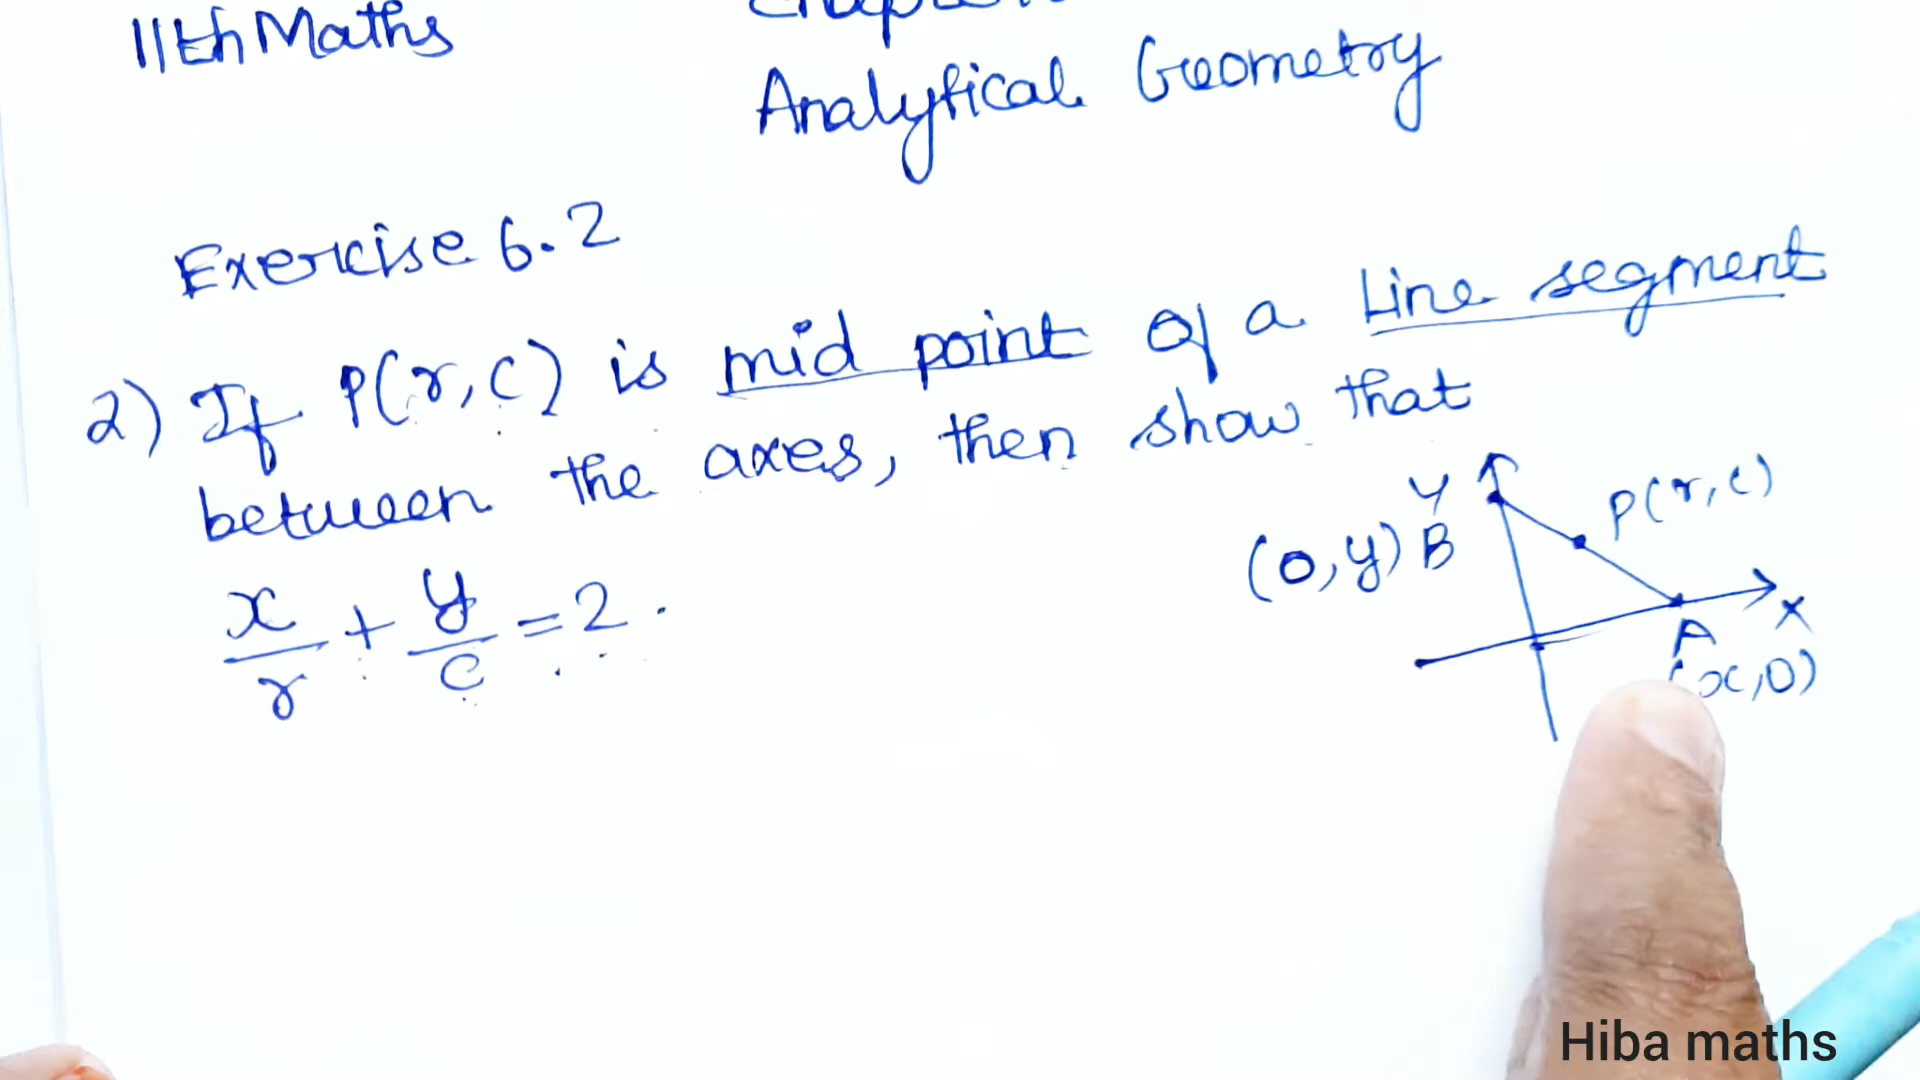 11th Maths
Analytical Geometry
Exercise 6.2
2) If P(r,c) is mid point of a Line segment
between the axes, then show that
x/r + y/c = 2.
Y
P(r,c)
(0,y) B
X
A
(x,0)
Hiba maths